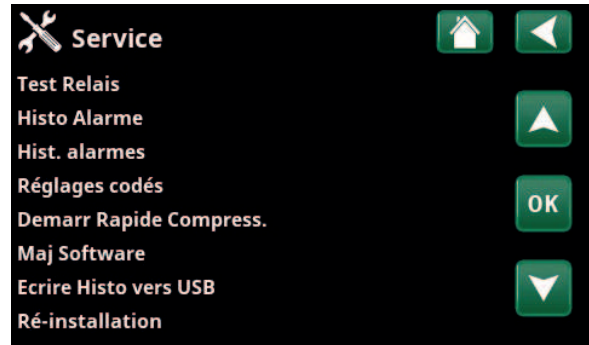 Service
Test Relais
Histo Alarme
Hist. alarmes
Réglages codés
OK
Demarr Rapide Compress.
Maj Software
Ecrire Histo vers USB
Ré-installation